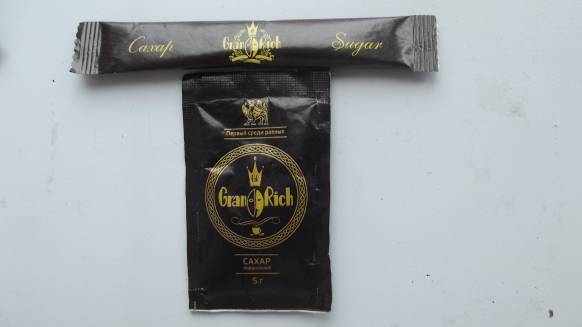 Сахар Gran Rich Sugar
Первый среди равных
Gran Rich
САХАР
5 г